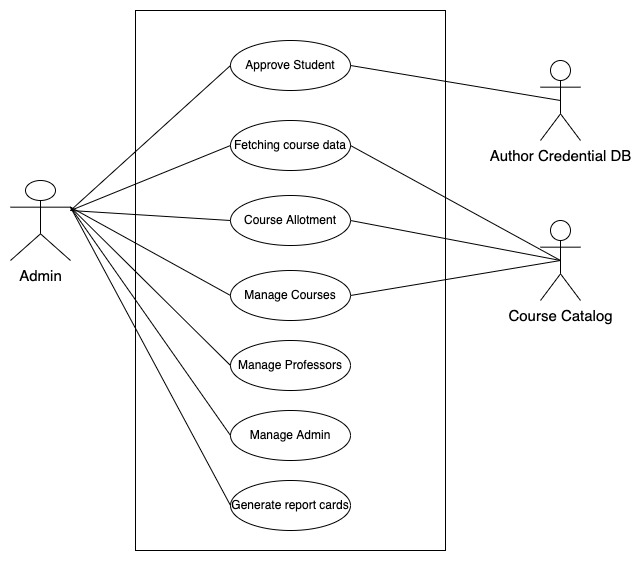 Approve Student
Author Credential DB
Fetching course data
Admin
Course Allotment
Course Catalog
Manage Courses
Manage Professors
Manage Admin
Generate report cards